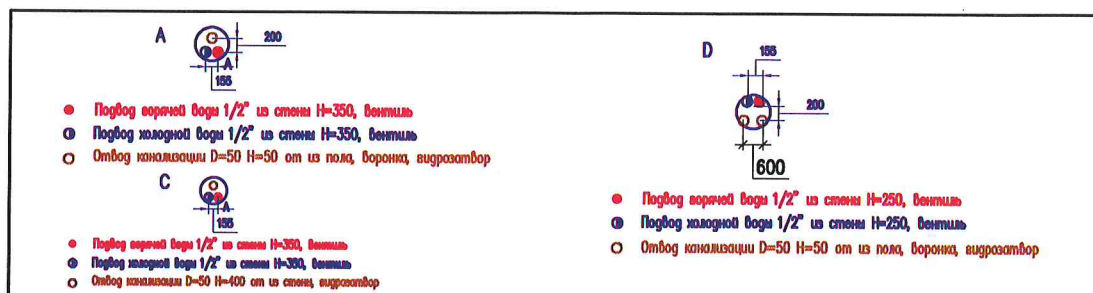 A
200
A
155
Подвод горячей воды 1/2" из стены H=350, вентиль
Подвод холодной воды 1/2" из стены H=350, вентиль
Отвод канализации D=50 H=50 от из пола, воронка, гидрозатвор
C
A
155
Подвод горячей воды 1/2" из стены H=350, вентиль
Подвод холодной воды 1/2" из стены H=350, вентиль
Отвод канализации D=50 H=400 от из стены, гидрозатвор
D
155
200
600
Подвод горячей воды 1/2" из стены H=250, вентиль
Подвод холодной воды 1/2" из стены H=250, вентиль
Отвод канализации D=50 H=50 от из пола, воронка, гидрозатвор